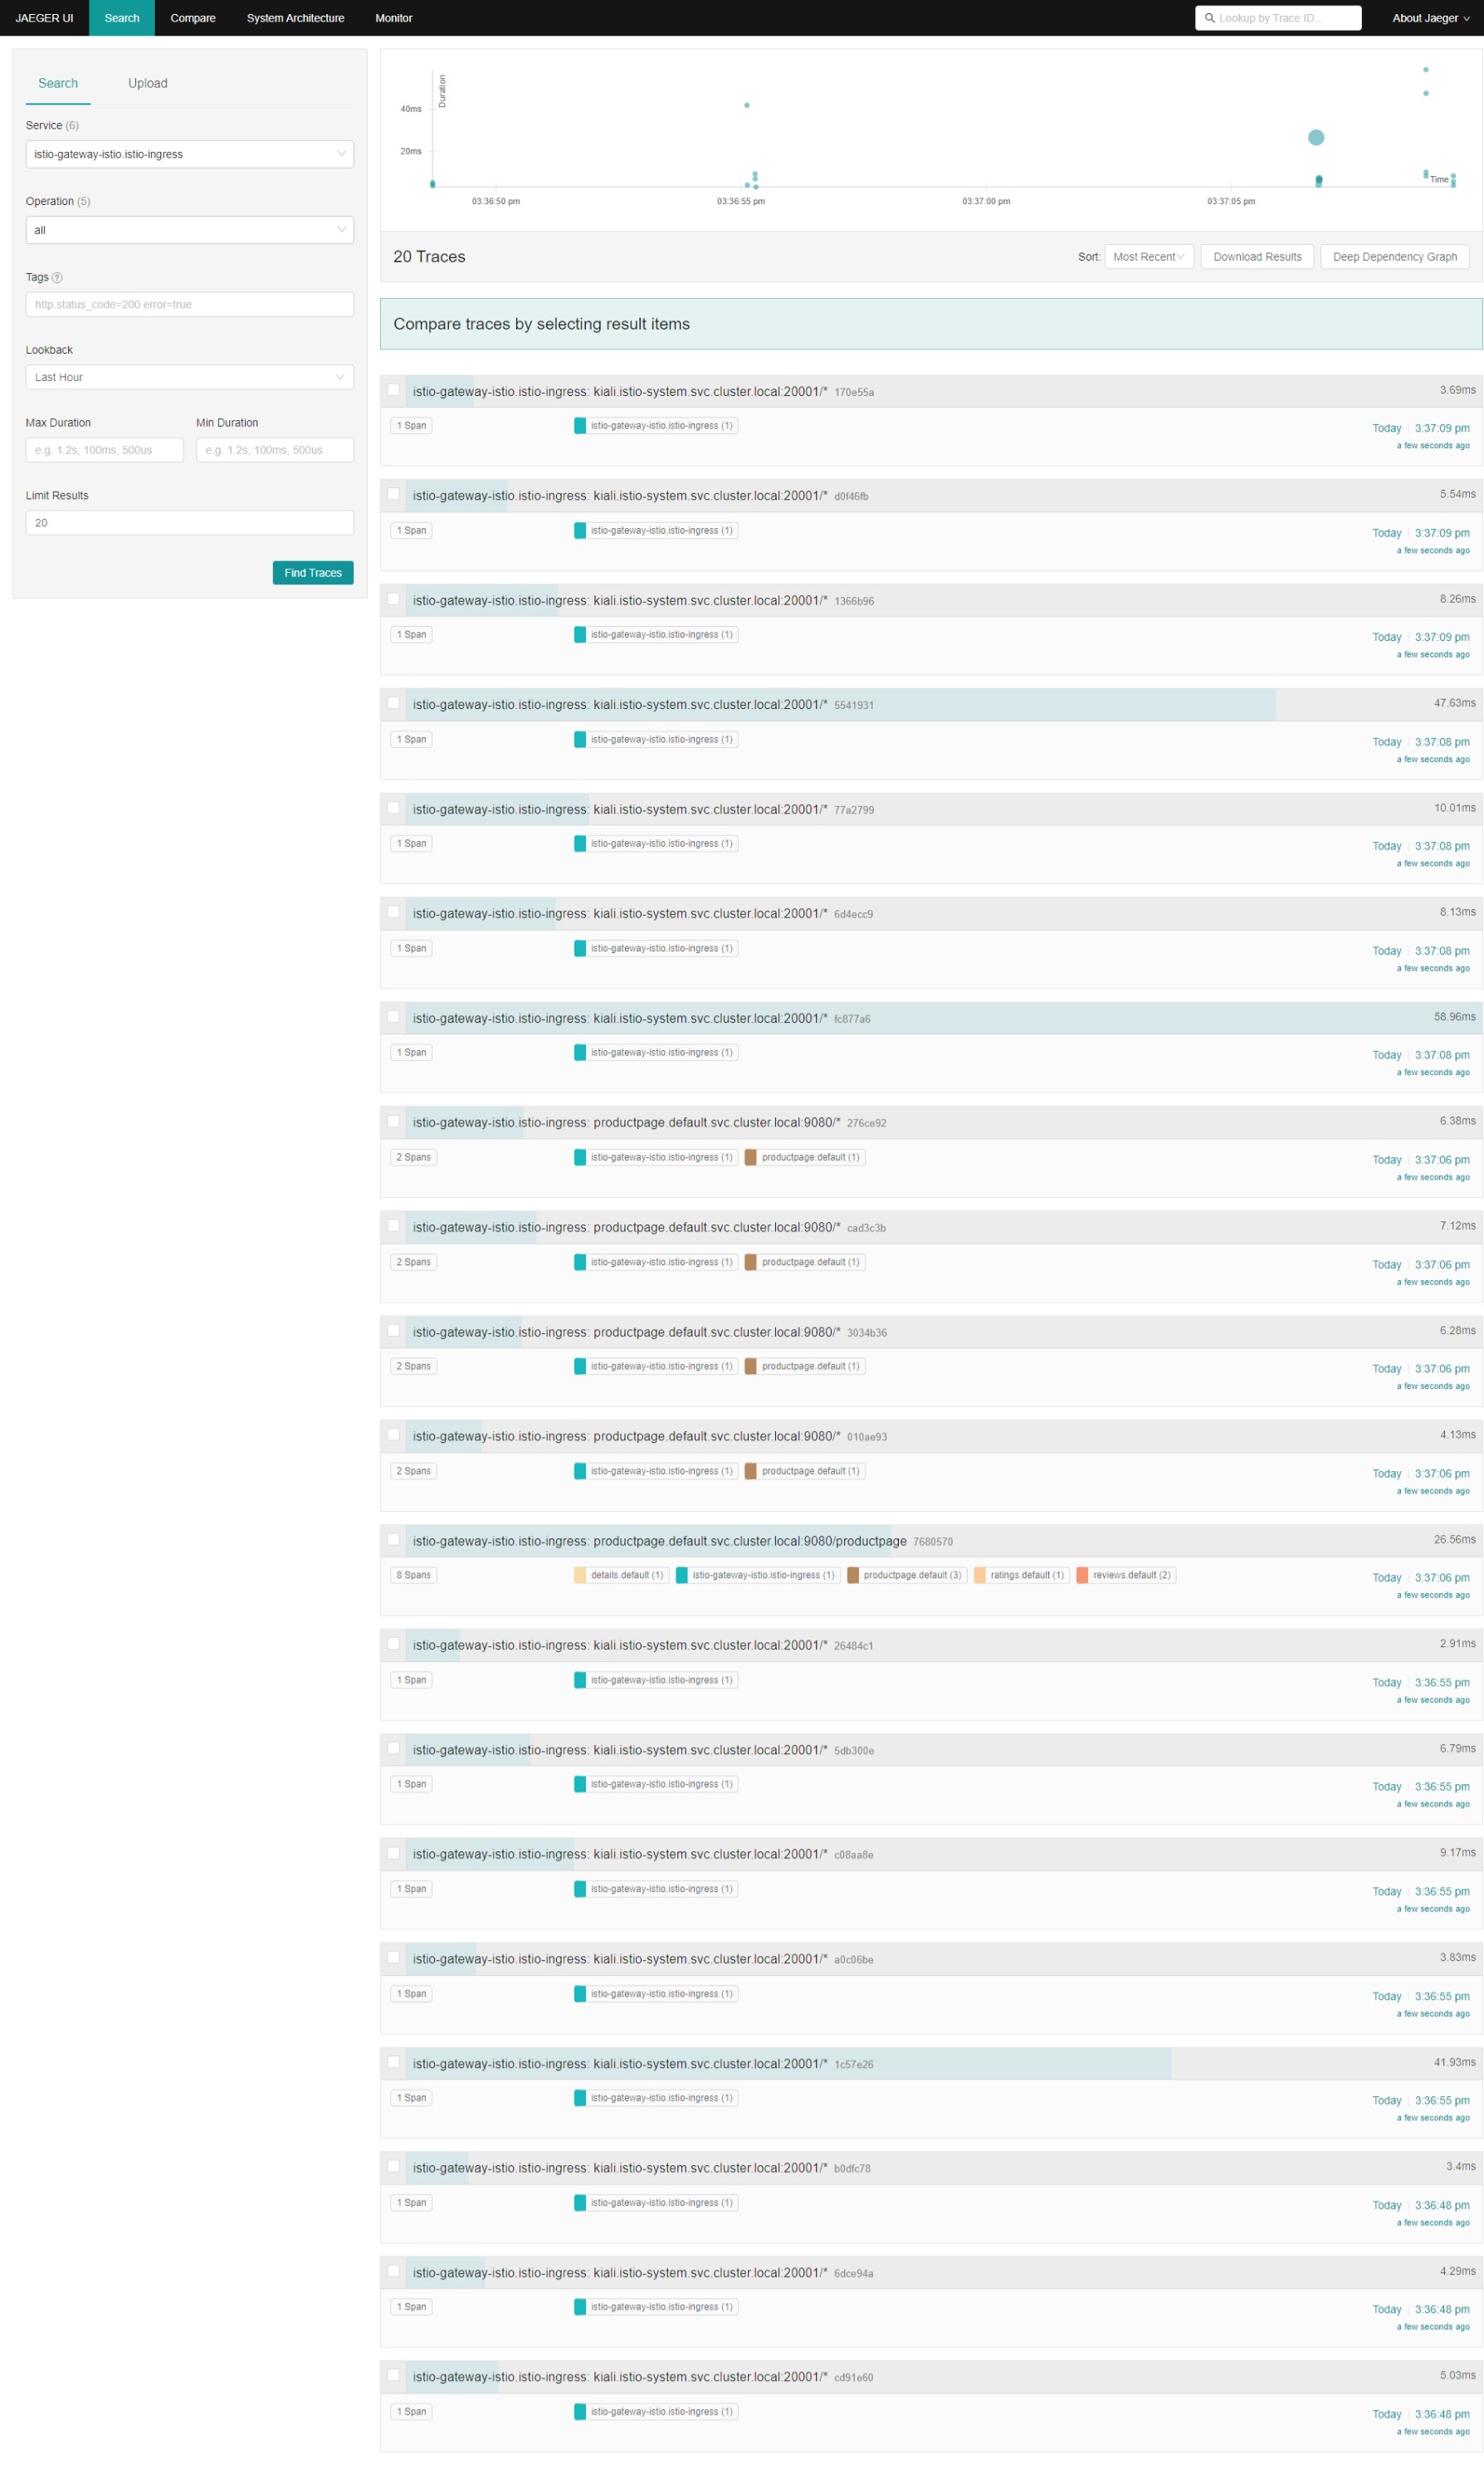 JAEGER UI Search Compare System Architecture Monitor Lookup by Trace ID... About Jaeger
Search Upload
Service (6)
istio-gateway-istio.istio-ingress
Operation (5)
all
Tags
http.status_code=200 error=true
Lookback
Last Hour
Max Duration Min Duration
e.g. 1.2s, 100ms, 500us e.g. 1.2s, 100ms, 500us
Limit Results
20
Find Traces
Duration
40ms
20ms
Time
03:36:50 pm 03:36:55 pm 03:37:00 pm 03:37:05 pm
20 Traces Sort: Most Recent Download Results Deep Dependency Graph
Compare traces by selecting result items
istio-gateway-istio.istio-ingress: kiali.istio-system.svc.cluster.local:20001/* 170e55a 3.69ms
1 Span istio-gateway-istio.istio-ingress (1) Today 3:37:09 pm
a few seconds ago
istio-gateway-istio.istio-ingress: kiali.istio-system.svc.cluster.local:20001/* d0f46fb 5.54ms
1 Span istio-gateway-istio.istio-ingress (1) Today 3:37:09 pm
a few seconds ago
istio-gateway-istio.istio-ingress: kiali.istio-system.svc.cluster.local:20001/* 1366b96 8.26ms
1 Span istio-gateway-istio.istio-ingress (1) Today 3:37:09 pm
a few seconds ago
istio-gateway-istio.istio-ingress: kiali.istio-system.svc.cluster.local:20001/* 5541931 47.63ms
1 Span istio-gateway-istio.istio-ingress (1) Today 3:37:08 pm
a few seconds ago
istio-gateway-istio.istio-ingress: kiali.istio-system.svc.cluster.local:20001/* 77a2799 10.01ms
1 Span istio-gateway-istio.istio-ingress (1) Today 3:37:08 pm
a few seconds ago
istio-gateway-istio.istio-ingress: kiali.istio-system.svc.cluster.local:20001/* 6d4ecc9 8.13ms
1 Span istio-gateway-istio.istio-ingress (1) Today 3:37:08 pm
a few seconds ago
istio-gateway-istio.istio-ingress: kiali.istio-system.svc.cluster.local:20001/* fc877a6 58.96ms
1 Span istio-gateway-istio.istio-ingress (1) Today 3:37:08 pm
a few seconds ago
istio-gateway-istio.istio-ingress: productpage.default.svc.cluster.local:9080/* 276ce92 6.38ms
2 Spans istio-gateway-istio.istio-ingress (1) productpage.default (1) Today 3:37:06 pm
a few seconds ago
istio-gateway-istio.istio-ingress: productpage.default.svc.cluster.local:9080/* cad3c3b 7.12ms
2 Spans istio-gateway-istio.istio-ingress (1) productpage.default (1) Today 3:37:06 pm
a few seconds ago
istio-gateway-istio.istio-ingress: productpage.default.svc.cluster.local:9080/* 3034b36 6.28ms
2 Spans istio-gateway-istio.istio-ingress (1) productpage.default (1) Today 3:37:06 pm
a few seconds ago
istio-gateway-istio.istio-ingress: productpage.default.svc.cluster.local:9080/* 010ae93 4.13ms
2 Spans istio-gateway-istio.istio-ingress (1) productpage.default (1) Today 3:37:06 pm
a few seconds ago
istio-gateway-istio.istio-ingress: productpage.default.svc.cluster.local:9080/productpage 7680570 26.56ms
8 Spans details.default (1) istio-gateway-istio.istio-ingress (1) productpage.default (3) ratings.default (1) reviews.default (2) Today 3:37:06 pm
a few seconds ago
istio-gateway-istio.istio-ingress: kiali.istio-system.svc.cluster.local:20001/* 26484c1 2.91ms
1 Span istio-gateway-istio.istio-ingress (1) Today 3:36:55 pm
a few seconds ago
istio-gateway-istio.istio-ingress: kiali.istio-system.svc.cluster.local:20001/* 5db300e 6.79ms
1 Span istio-gateway-istio.istio-ingress (1) Today 3:36:55 pm
a few seconds ago
istio-gateway-istio.istio-ingress: kiali.istio-system.svc.cluster.local:20001/* c08aa8e 9.17ms
1 Span istio-gateway-istio.istio-ingress (1) Today 3:36:55 pm
a few seconds ago
istio-gateway-istio.istio-ingress: kiali.istio-system.svc.cluster.local:20001/* a0c06be 3.83ms
1 Span istio-gateway-istio.istio-ingress (1) Today 3:36:55 pm
a few seconds ago
istio-gateway-istio.istio-ingress: kiali.istio-system.svc.cluster.local:20001/* 1c57e26 41.93ms
1 Span istio-gateway-istio.istio-ingress (1) Today 3:36:55 pm
a few seconds ago
istio-gateway-istio.istio-ingress: kiali.istio-system.svc.cluster.local:20001/* b0dfc78 3.4ms
1 Span istio-gateway-istio.istio-ingress (1) Today 3:36:48 pm
a few seconds ago
istio-gateway-istio.istio-ingress: kiali.istio-system.svc.cluster.local:20001/* 6dce94a 4.29ms
1 Span istio-gateway-istio.istio-ingress (1) Today 3:36:48 pm
a few seconds ago
istio-gateway-istio.istio-ingress: kiali.istio-system.svc.cluster.local:20001/* cd91e60 5.03ms
1 Span istio-gateway-istio.istio-ingress (1) Today 3:36:48 pm
a few seconds ago